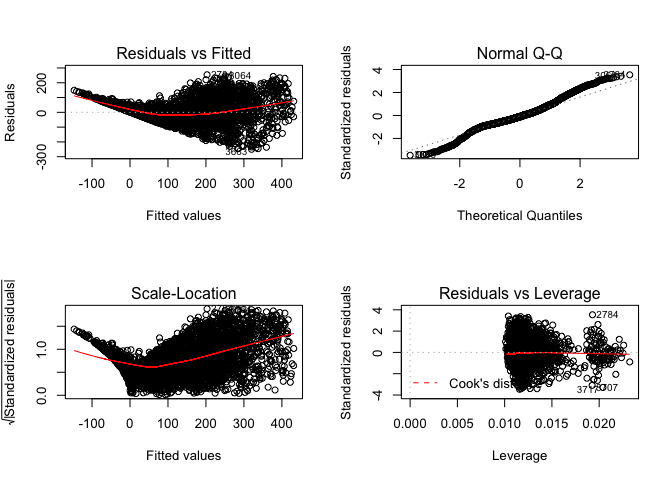 Residuals vs Fitted
Residuals
200
0
-300
3064
-100
0
100
200
300
400
Fitted values
Normal Q-Q
Standardized residuals
4
2
-2
-2
0
2
Theoretical Quantiles
Scale-Location
√|Standardized residuals|
1.0
0.0
-100
0
100
200
300
400
Fitted values
Residuals vs Leverage
Standardized residuals
4
2
0
-4
2784
Cook's dis
0.000
0.005
0.010
0.015
0.020
Leverage